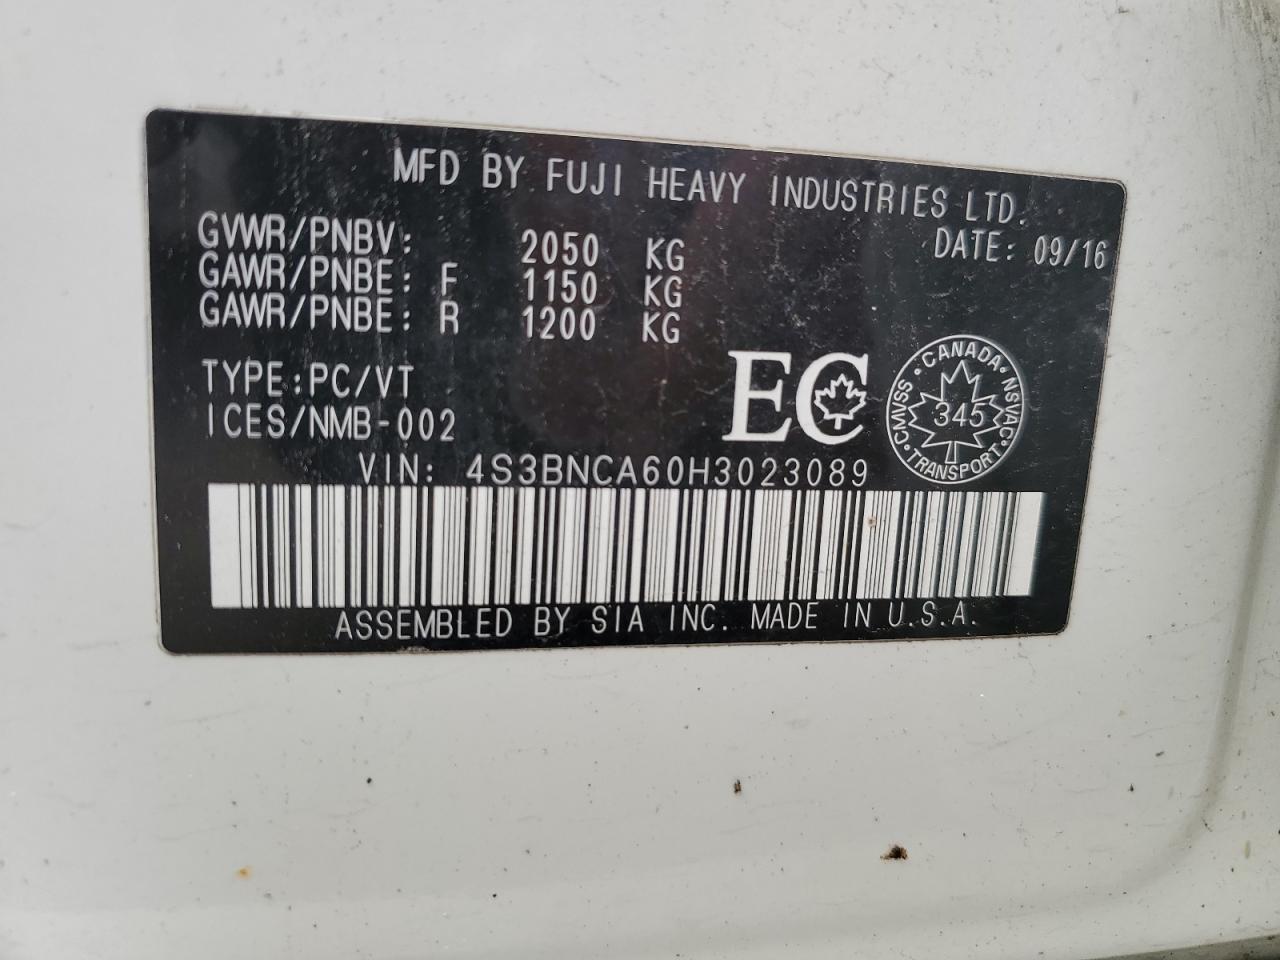 MFD BY FUJI HEAVY INDUSTRIES LTD.
DATE: 09/16
GVWR/PNBV: 2050 KG
GAWR/PNBE: F 1150 KG
GAWR/PNBE: R 1200 KG
TYPE:PC/VT
ICES/NMB-002
EC
CANADA
CMVSS 345 NSVAC
TRANSPORT
VIN: 4S3BNCA60H3023089
ASSEMBLED BY SIA INC. MADE IN U.S.A.